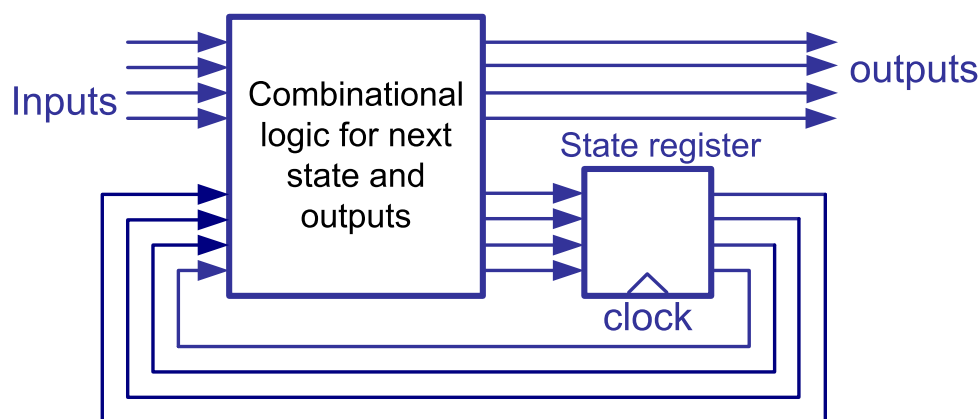 Inputs
Combinational
logic for next
state and
outputs
outputs
State register
clock